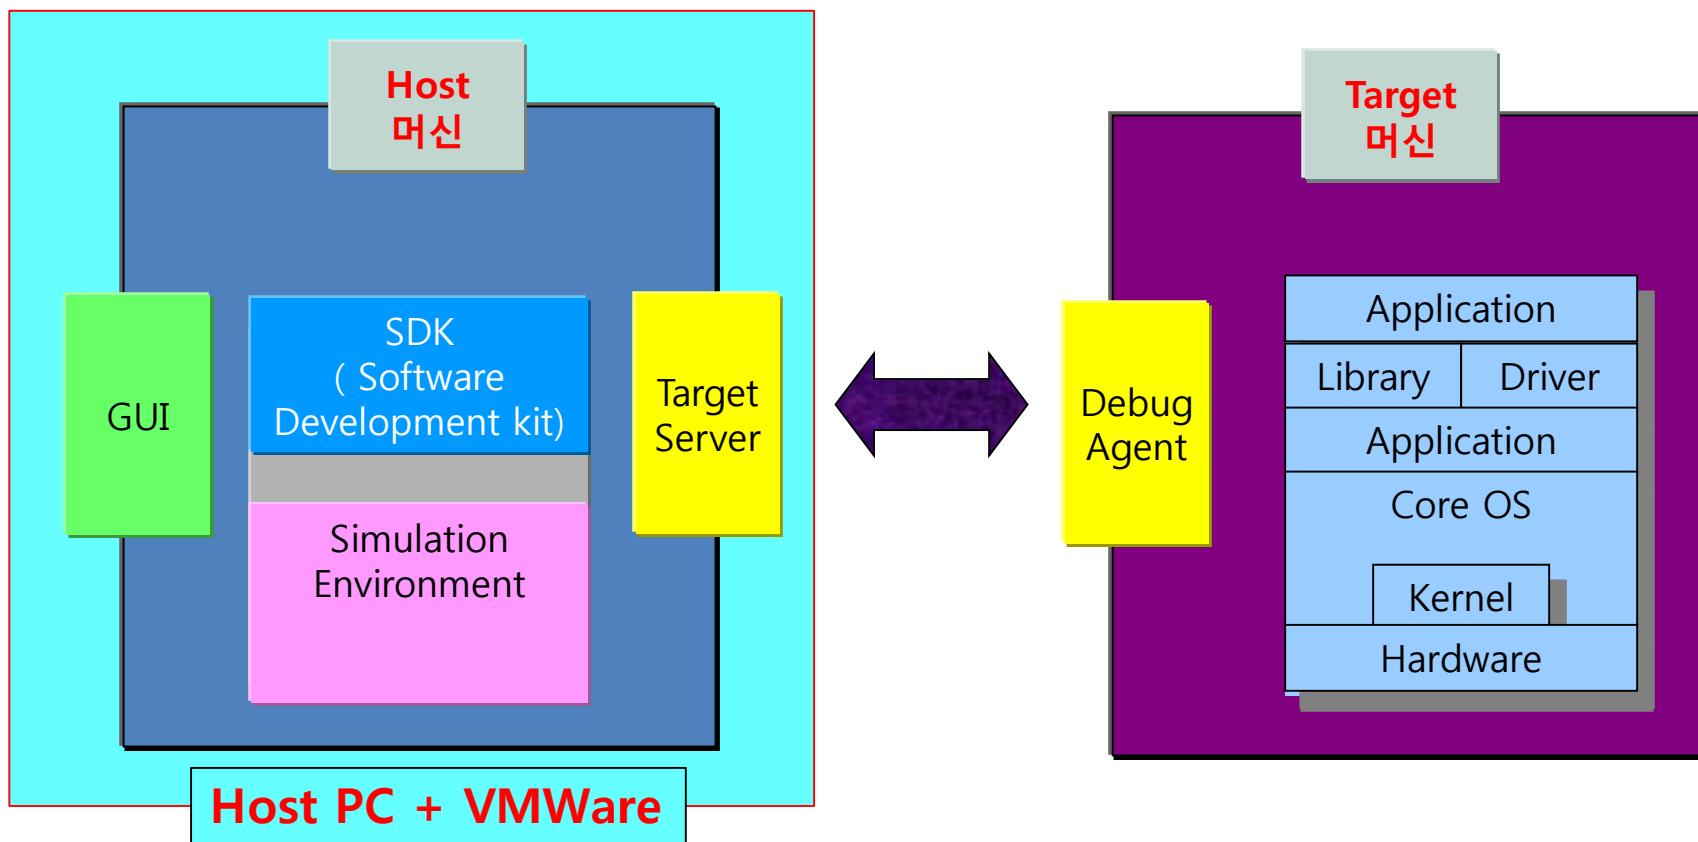 Host
머신
GUI
SDK
( Software
Development kit)
Simulation
Environment
Target
Server
Host PC + VMWare
Target
머신
Debug
Agent
Application
Library
Driver
Application
Core OS
Kernel
Hardware